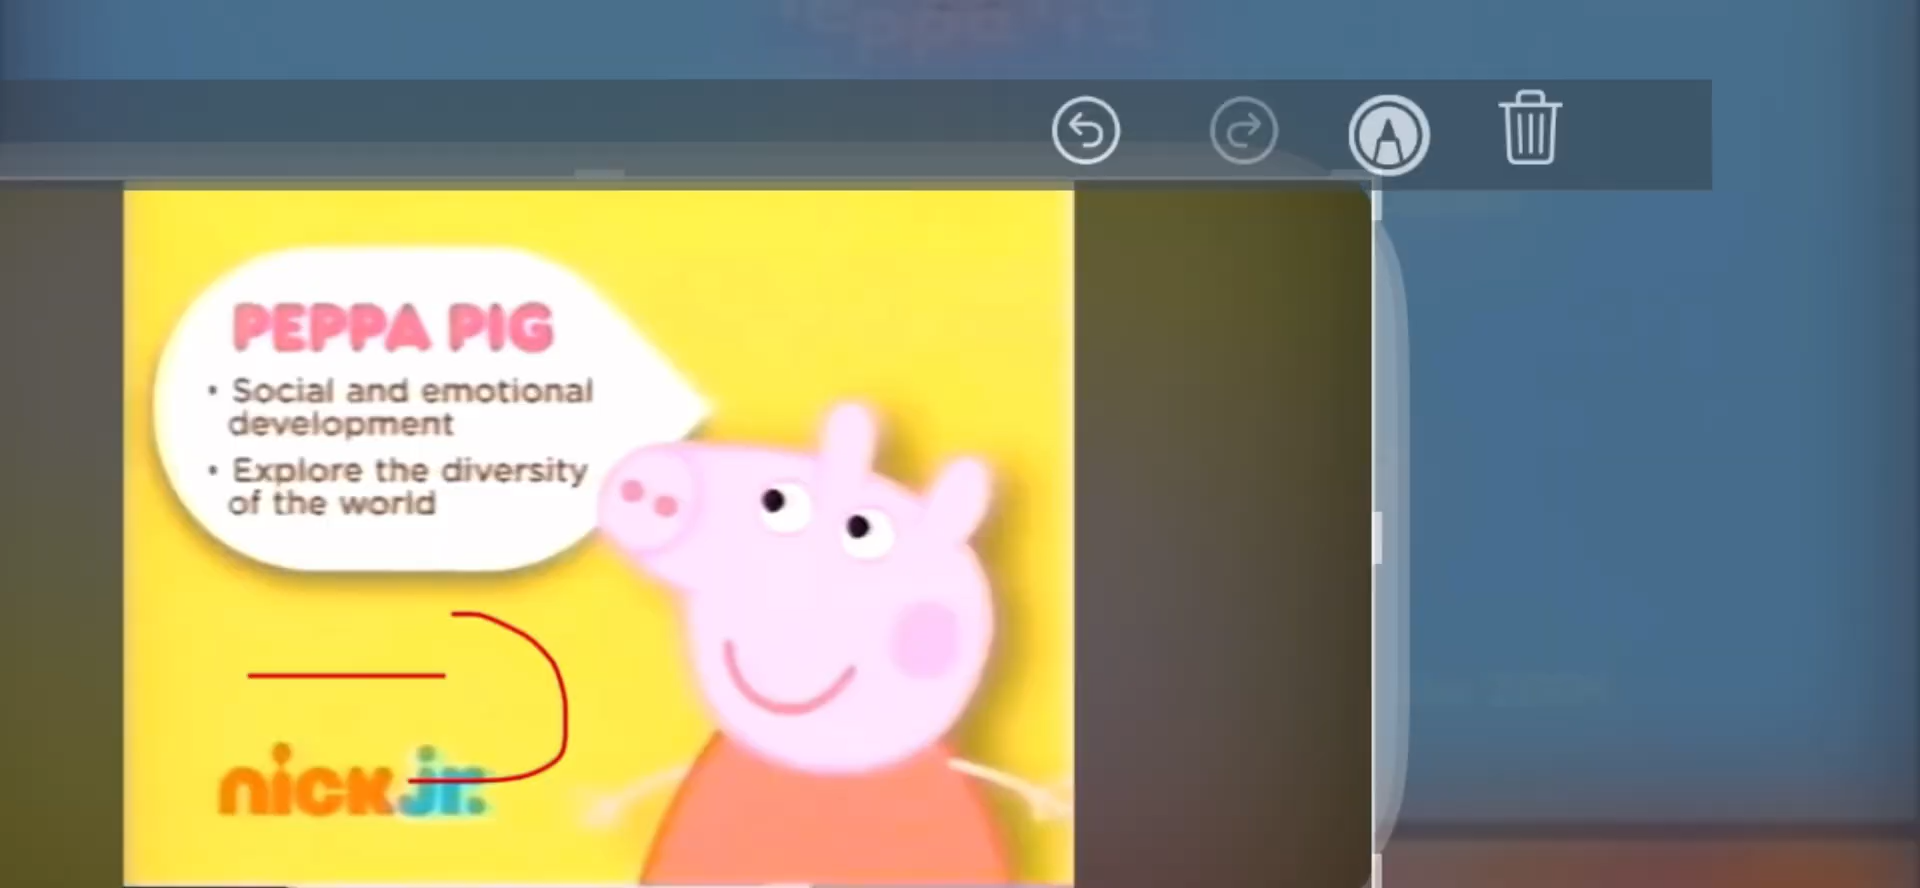 PEPPA PIG
• Social and emotional
development
• Explore the diversity
of the world
nick jr.